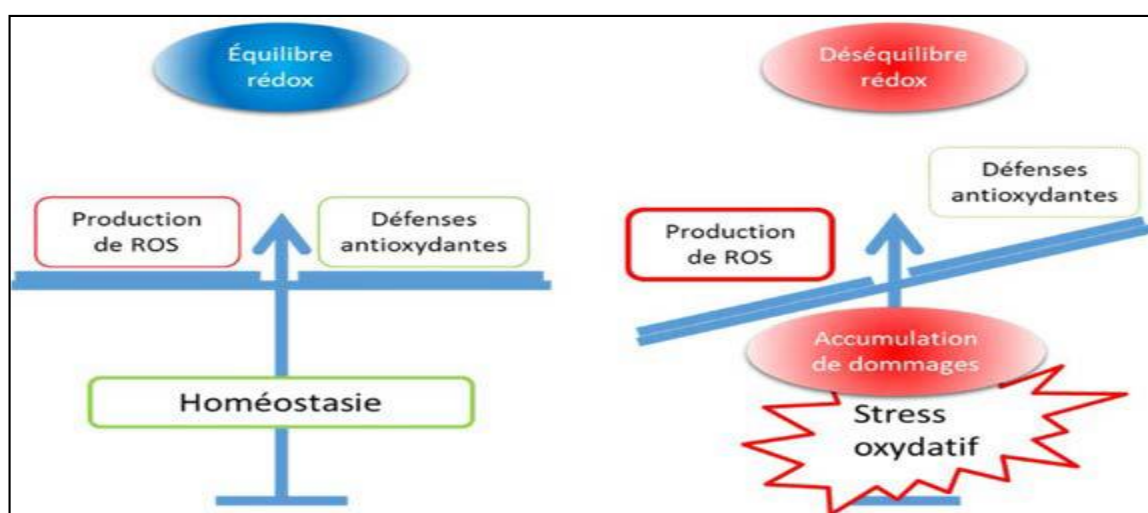 Équilibre
rédox
Production
de ROS
Défenses
antioxydantes
Homéostasie
Déséquilibre
rédox
Défenses
antioxydantes
Production
de ROS
Accumulation
de dommages
Stress
oxydatif